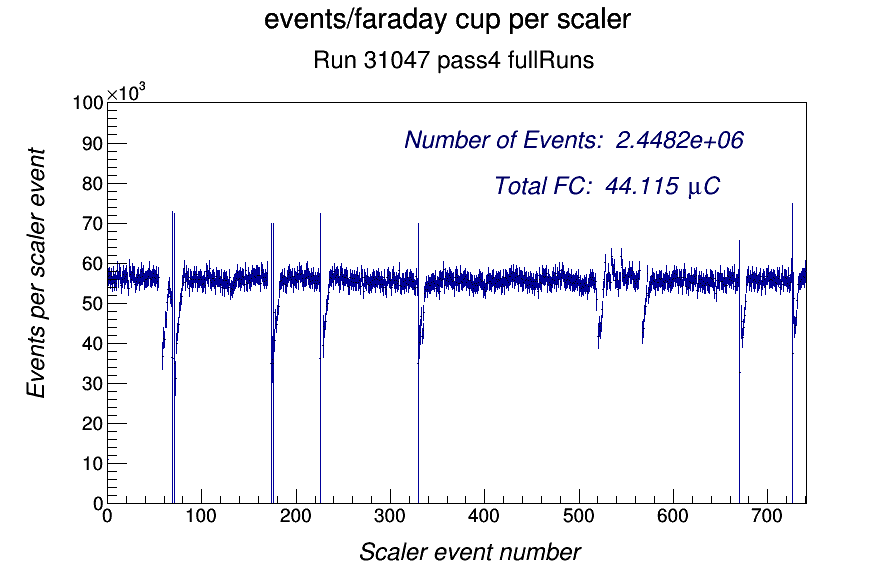 events/faraday cup per scaler
Run 31047 pass4 fullRuns
×10³
100
90
80
70
60
50
40
30
20
10
0
Events per scaler event
Number of Events: 2.4482e+06
Total FC: 44.115 μC
0 100 200 300 400 500 600 700
Scaler event number